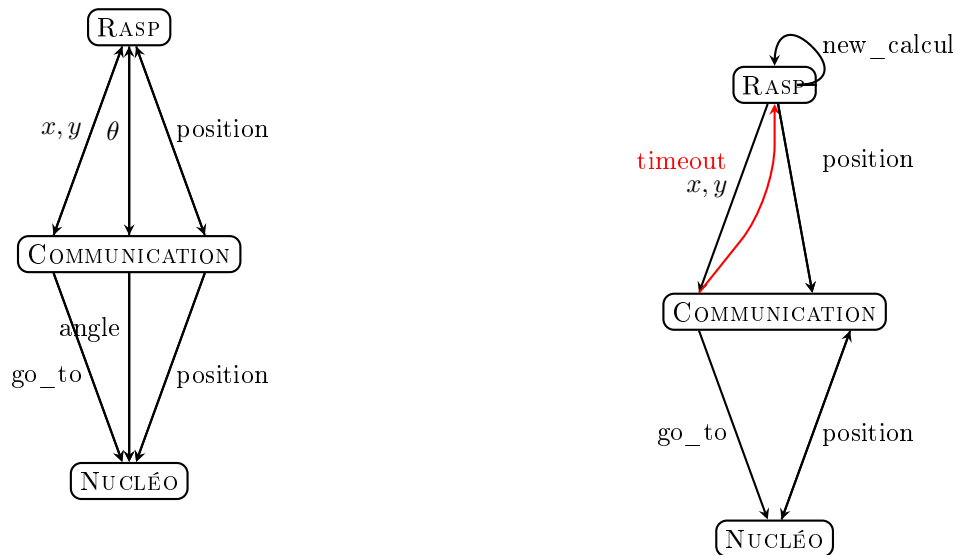 RASP
x, y
θ
position
COMMUNICATION
angle
go_to
position
NUCLÉO
new_calcul
RASP
timeout
x, y
position
COMMUNICATION
go_to
position
NUCLÉO